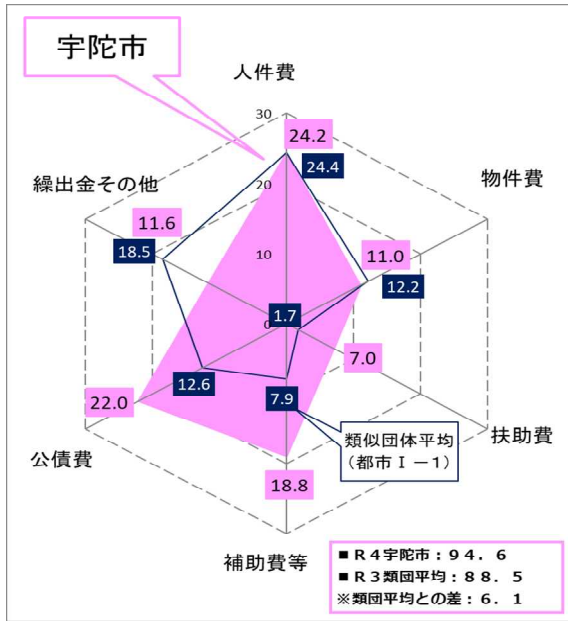 宇陀市
人件費
30
24.2
24.4
繰出金その他
20
物件費
11.6
18.5
10
11.0
12.2
1.7
0
7.0
12.6
22.0
7.9
類似団体平均
（都市Ⅰ－1）
扶助費
公債費
18.8
補助費等
■Ｒ４宇陀市：９４．６
■Ｒ３類団平均：８８．５
※類団平均との差：６．１